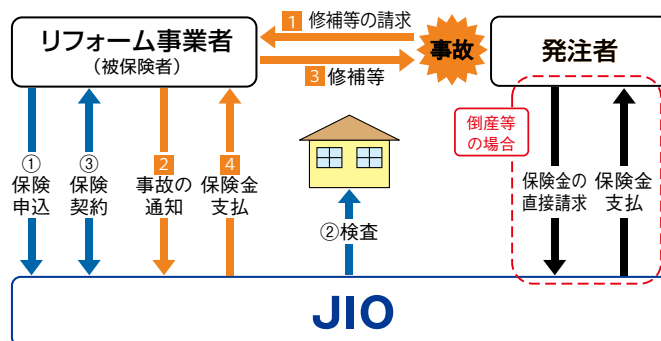 1 修補等の請求
リフォーム事業者
（被保険者）
3 修補等
事故
発注者
倒産等
の場合
①
保険
申込
③
保険
契約
2
事故の
通知
4
保険金
支払
②検査
保険金の
直接請求
保険金
支払
JIO